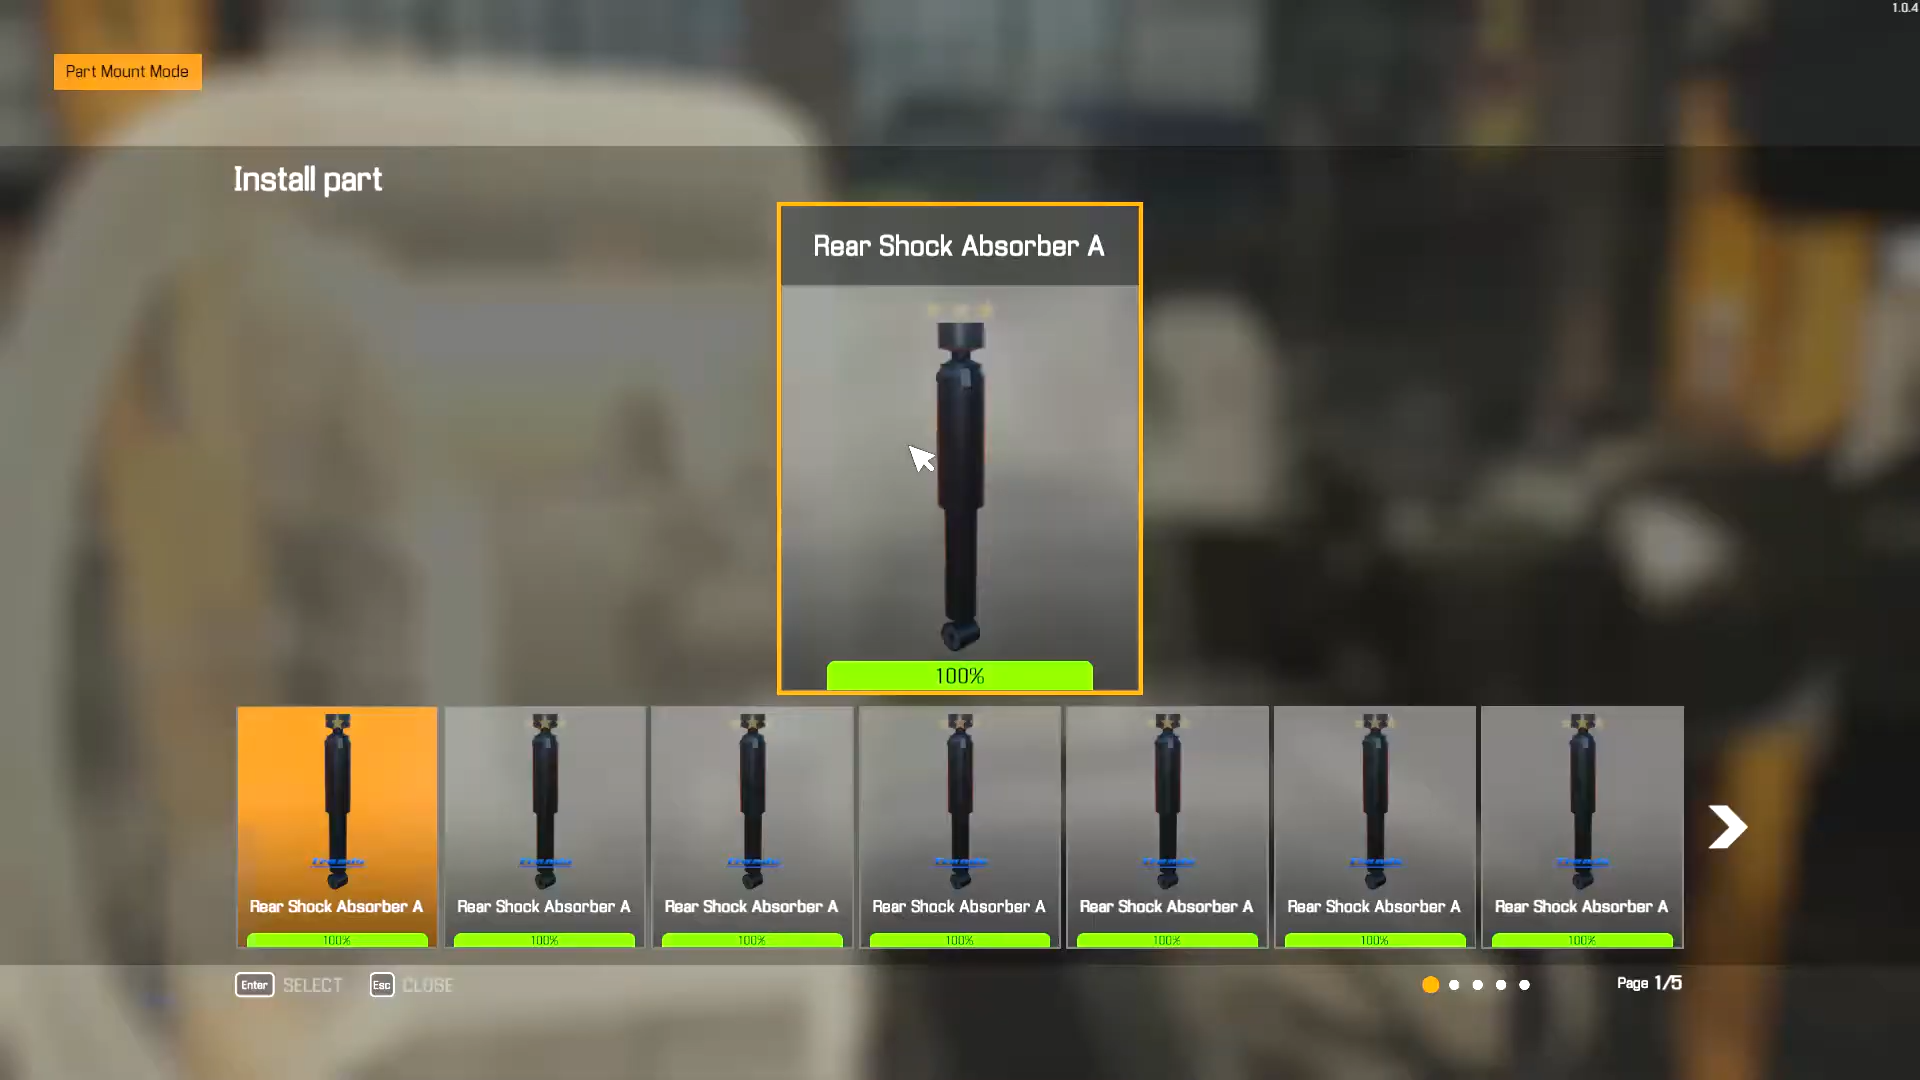 1.0.4
Part Mount Mode
Install part
Rear Shock Absorber A
100%
Rear Shock Absorber A
100%
Rear Shock Absorber A
100%
Rear Shock Absorber A
100%
Rear Shock Absorber A
100%
Rear Shock Absorber A
100%
Rear Shock Absorber A
100%
Rear Shock Absorber A
100%
Enter SELECT Esc CLOSE
Page 1/5